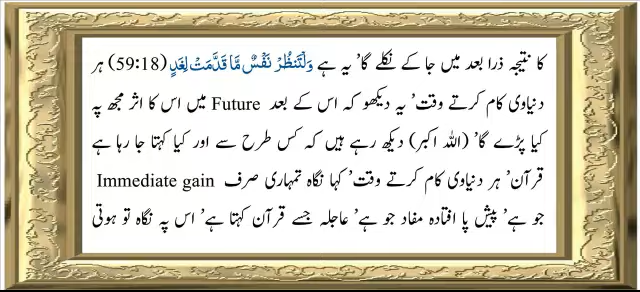 کا نتیجہ ذرا بعد میں جا کے نکلے گا’ یہ ہے وَلْتَنظُرْ نَفْسٌ مَّا قَدَّمَتْ لِغَدٍ (59:18) ہر
دنیاوی کام کرتے وقت’ یہ دیکھو کہ اس کے بعد Future میں اس کا اثر مجھ پہ
کیا پڑے گا’ (اللہ اکبر) دیکھ رہے ہیں کہ کس طرح سے اور کیا کہتا جا رہا ہے
قرآن’ ہر دنیاوی کام کرتے وقت’ کہا نگاہ تمہاری صرف Immediate gain
جو ہے’ پیش پا افتادہ مفاد جو ہے’ عاجلہ جسے قرآن کہتا ہے’ اس پہ نگاہ تو ہوتی